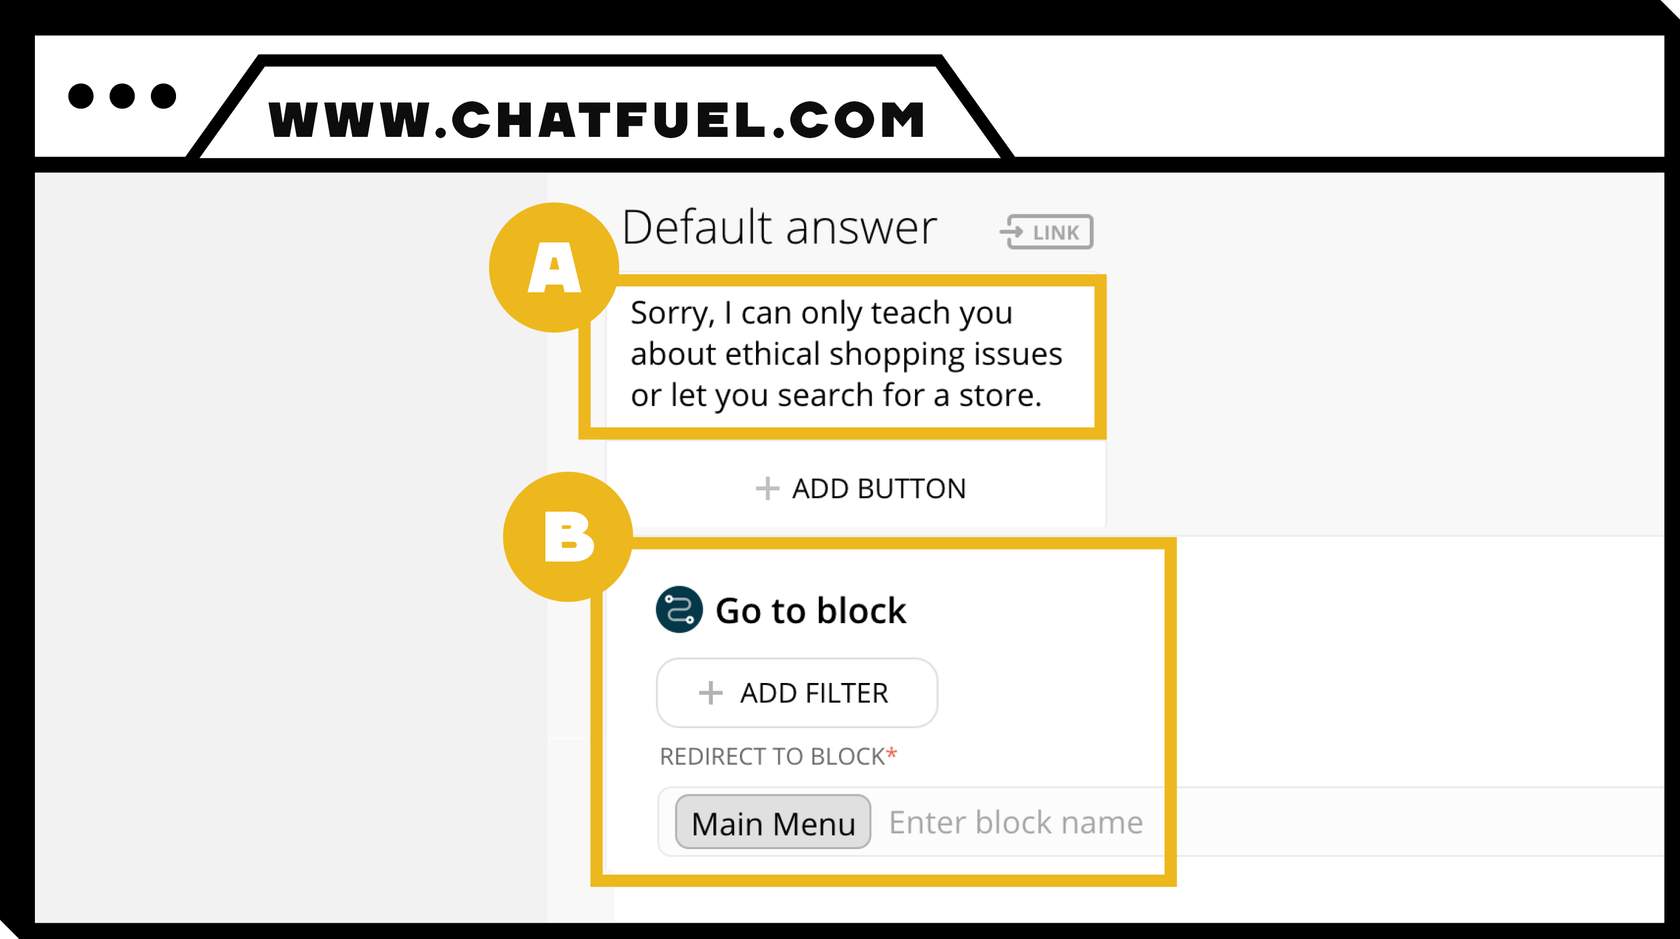 WWW.CHATFUEL.COM
Default answer
LINK
A
Sorry, I can only teach you
about ethical shopping issues
or let you search for a store.
+ ADD BUTTON
B
Go to block
+ ADD FILTER
REDIRECT TO BLOCK*
Main Menu Enter block name